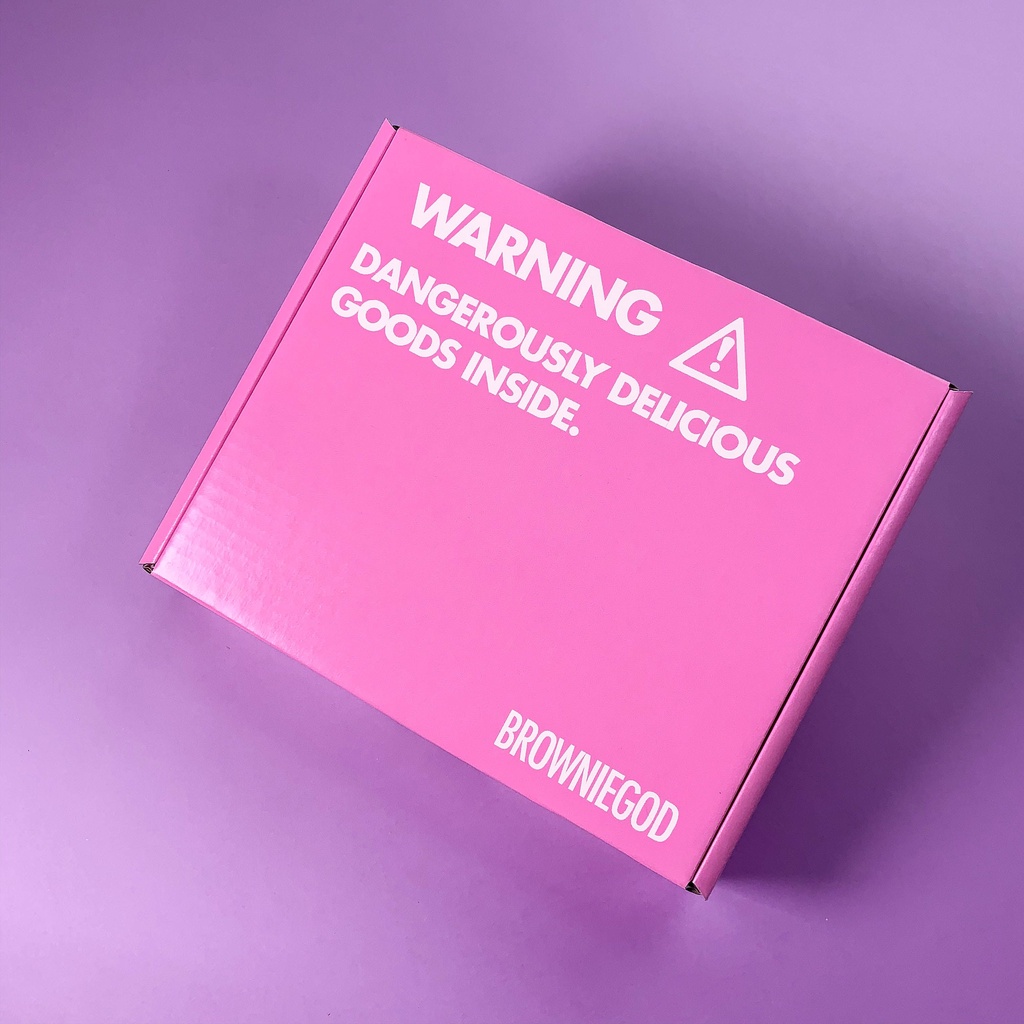 WARNING
DANGEROUSLY DELICIOUS
GOODS INSIDE.
BROWNIEGOD